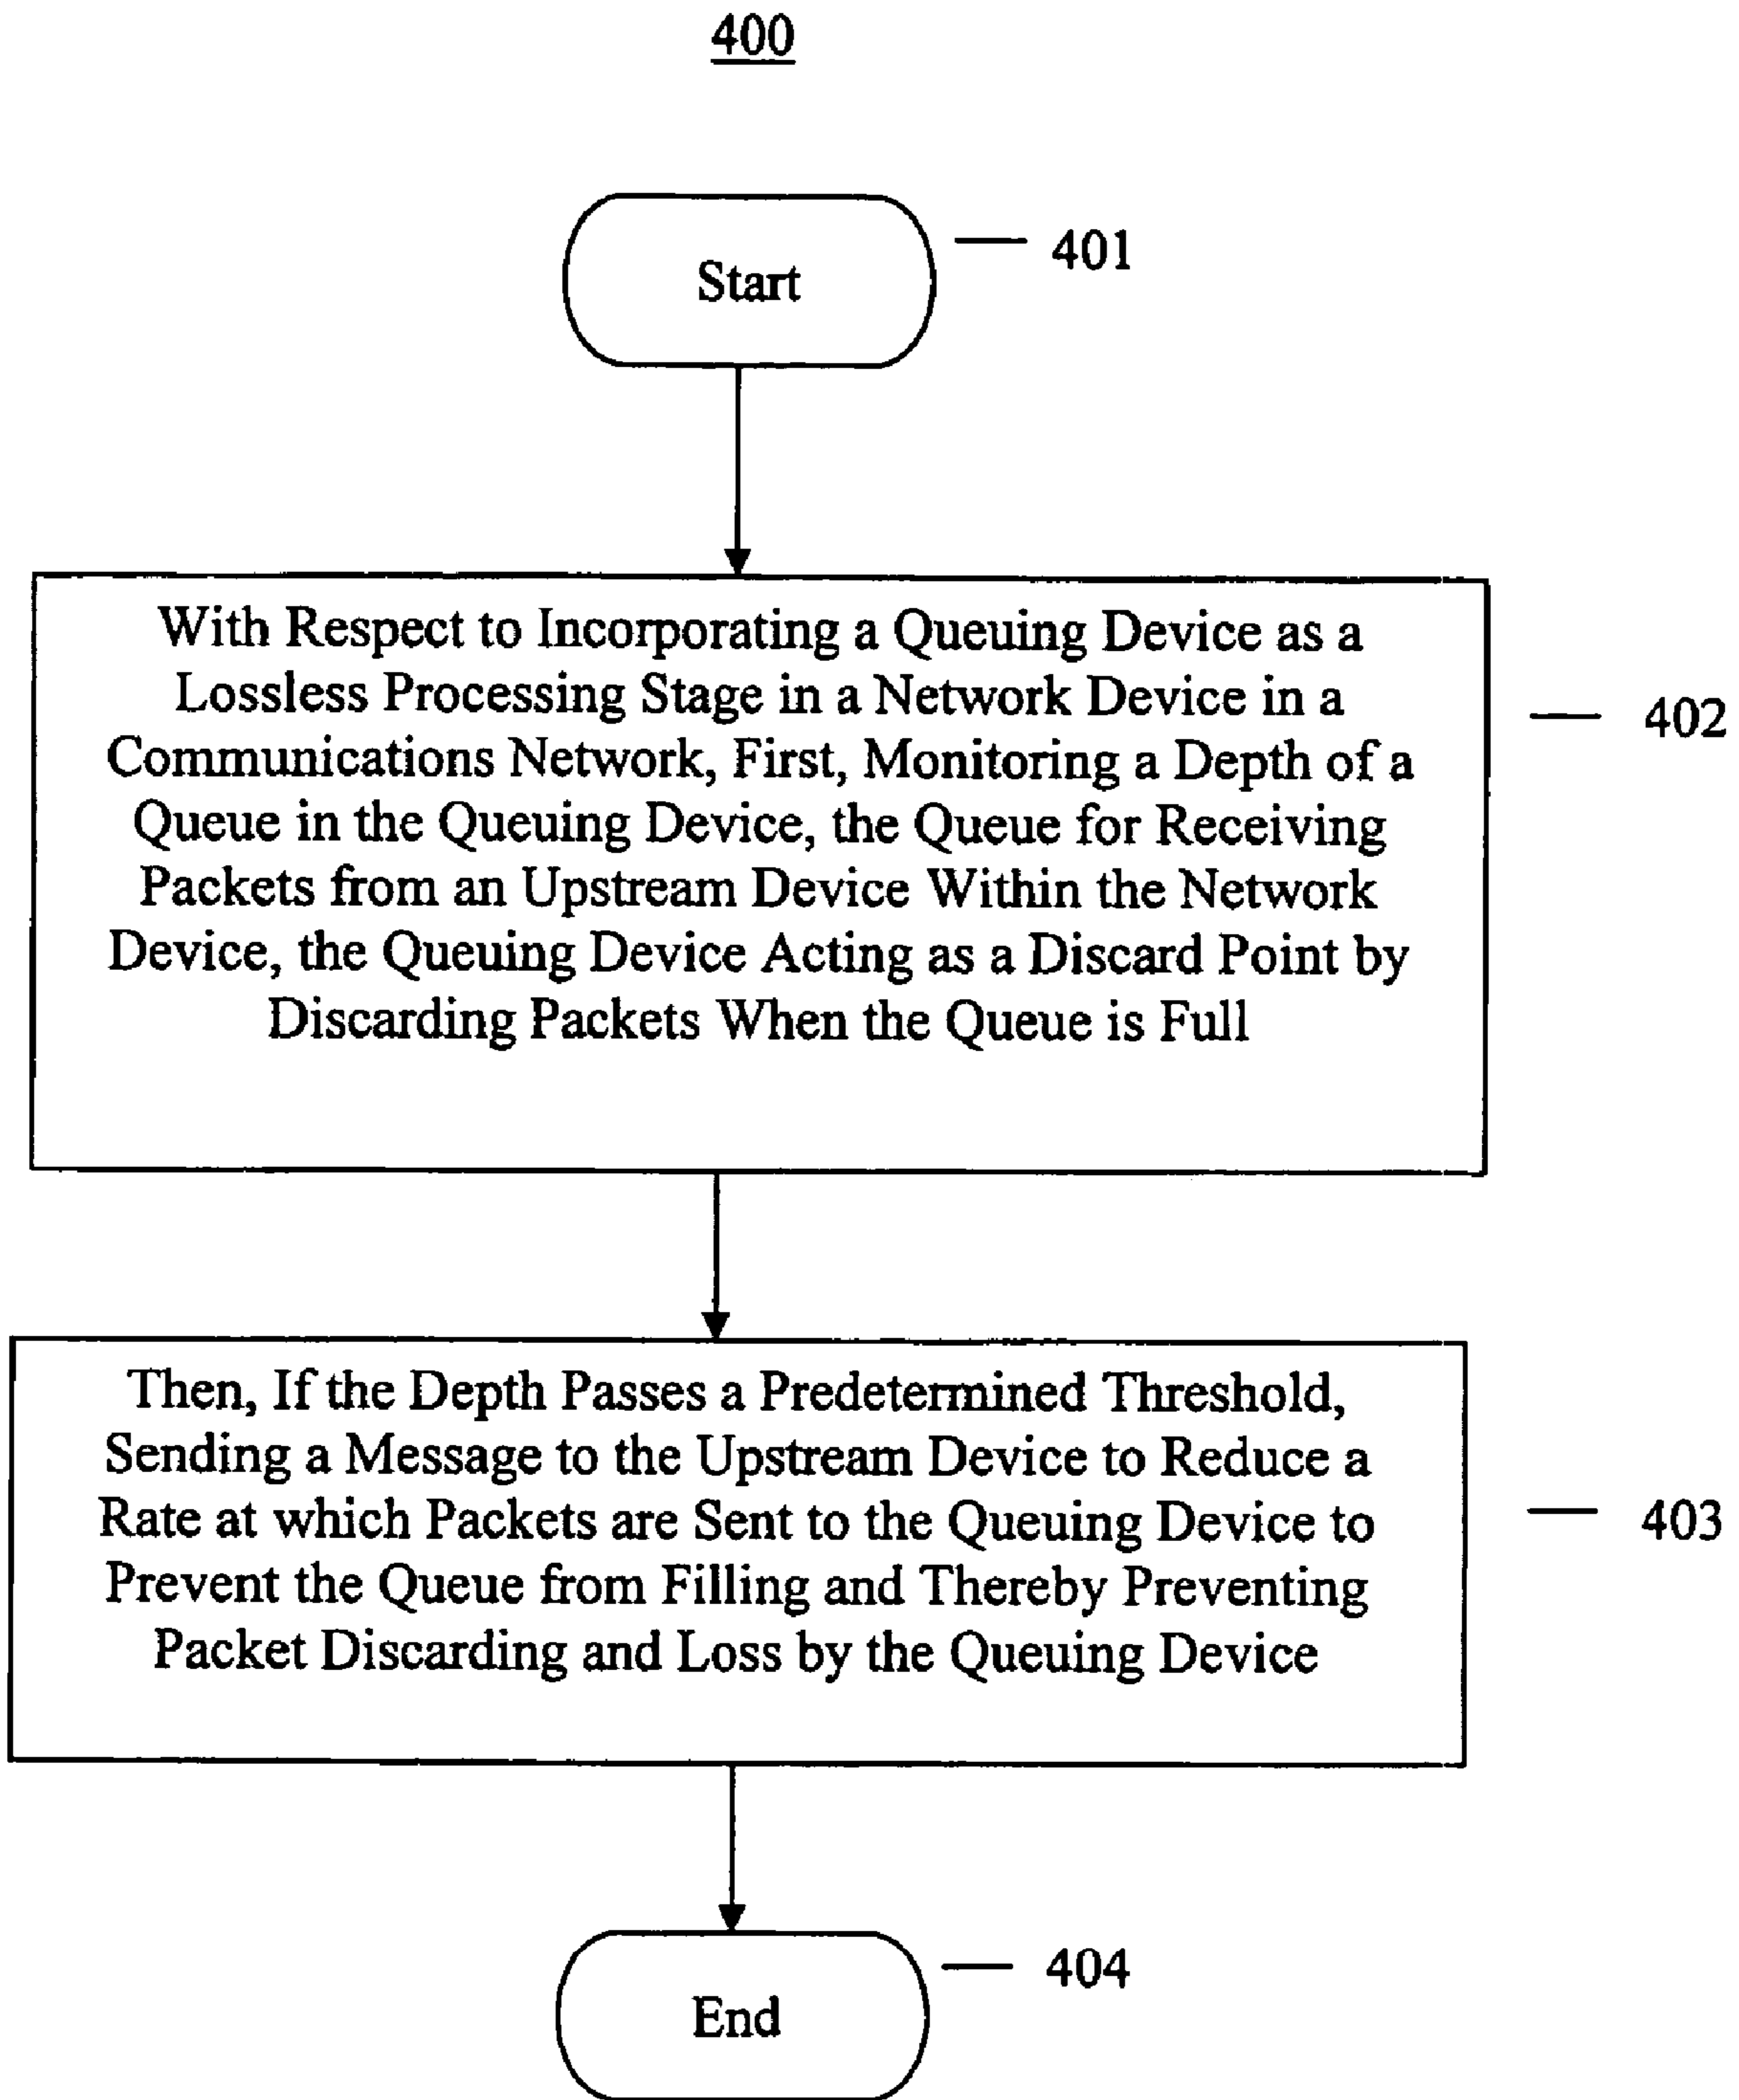 400
Start
401
With Respect to Incorporating a Queuing Device as a
Lossless Processing Stage in a Network Device in a
Communications Network, First, Monitoring a Depth of a
Queue in the Queuing Device, the Queue for Receiving
Packets from an Upstream Device Within the Network
Device, the Queuing Device Acting as a Discard Point by
Discarding Packets When the Queue is Full
402
Then, If the Depth Passes a Predetermined Threshold,
Sending a Message to the Upstream Device to Reduce a
Rate at which Packets are Sent to the Queuing Device to
Prevent the Queue from Filling and Thereby Preventing
Packet Discarding and Loss by the Queuing Device
403
404
End